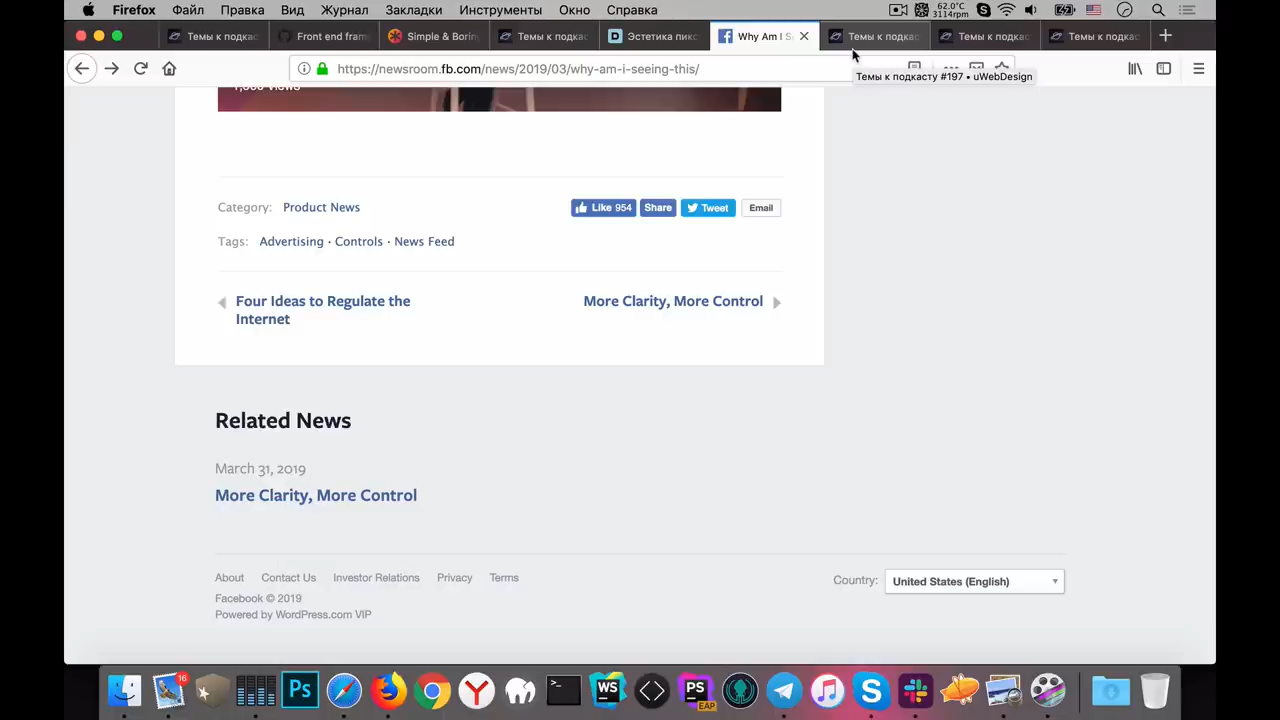 Firefox Файл Правка Вид Журнал Закладки Инструменты Окно Справка 62.0°C 3114rpm
Темы к подкас Front end fram Simple & Borin Темы к подкас Эстетика пикс Why Am I S Темы к подкас Темы к подкас Темы к подкас
https://newsroom.fb.com/news/2019/03/why-am-i-seeing-this/
Темы к подкасту #197 • uWebDesign
Category: Product News
Like 954 Share Tweet Email
Tags: Advertising · Controls · News Feed
Four Ideas to Regulate the
Internet
More Clarity, More Control
Related News
March 31, 2019
More Clarity, More Control
About Contact Us Investor Relations Privacy Terms
Country: United States (English)
Facebook © 2019
Powered by WordPress.com VIP
16
Ps
WS
PS
EAP